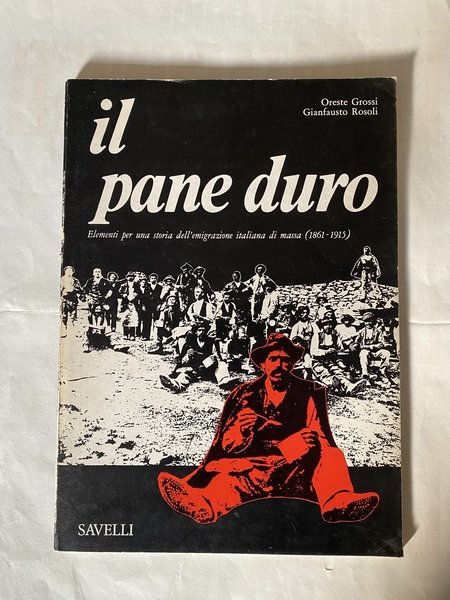 Oreste Grossi
Gianfausto Rosoli
il
pane duro
Elementi per una storia dell'emigrazione italiana di massa (1861-1915)
SAVELLI